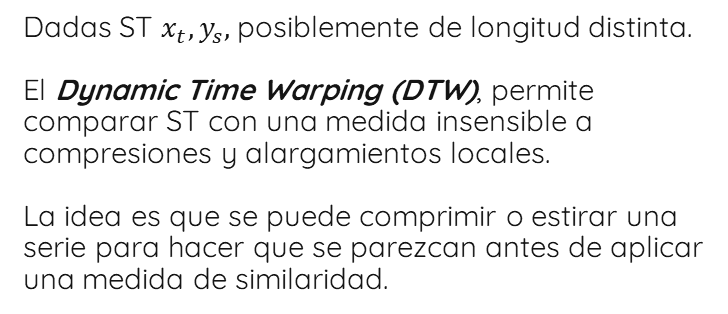 Dadas ST xₜ, yₛ, posiblemente de longitud distinta.
El Dynamic Time Warping (DTW), permite
comparar ST con una medida insensible a
compresiones y alargamientos locales.
La idea es que se puede comprimir o estirar una
serie para hacer que se parezcan antes de aplicar
una medida de similaridad.